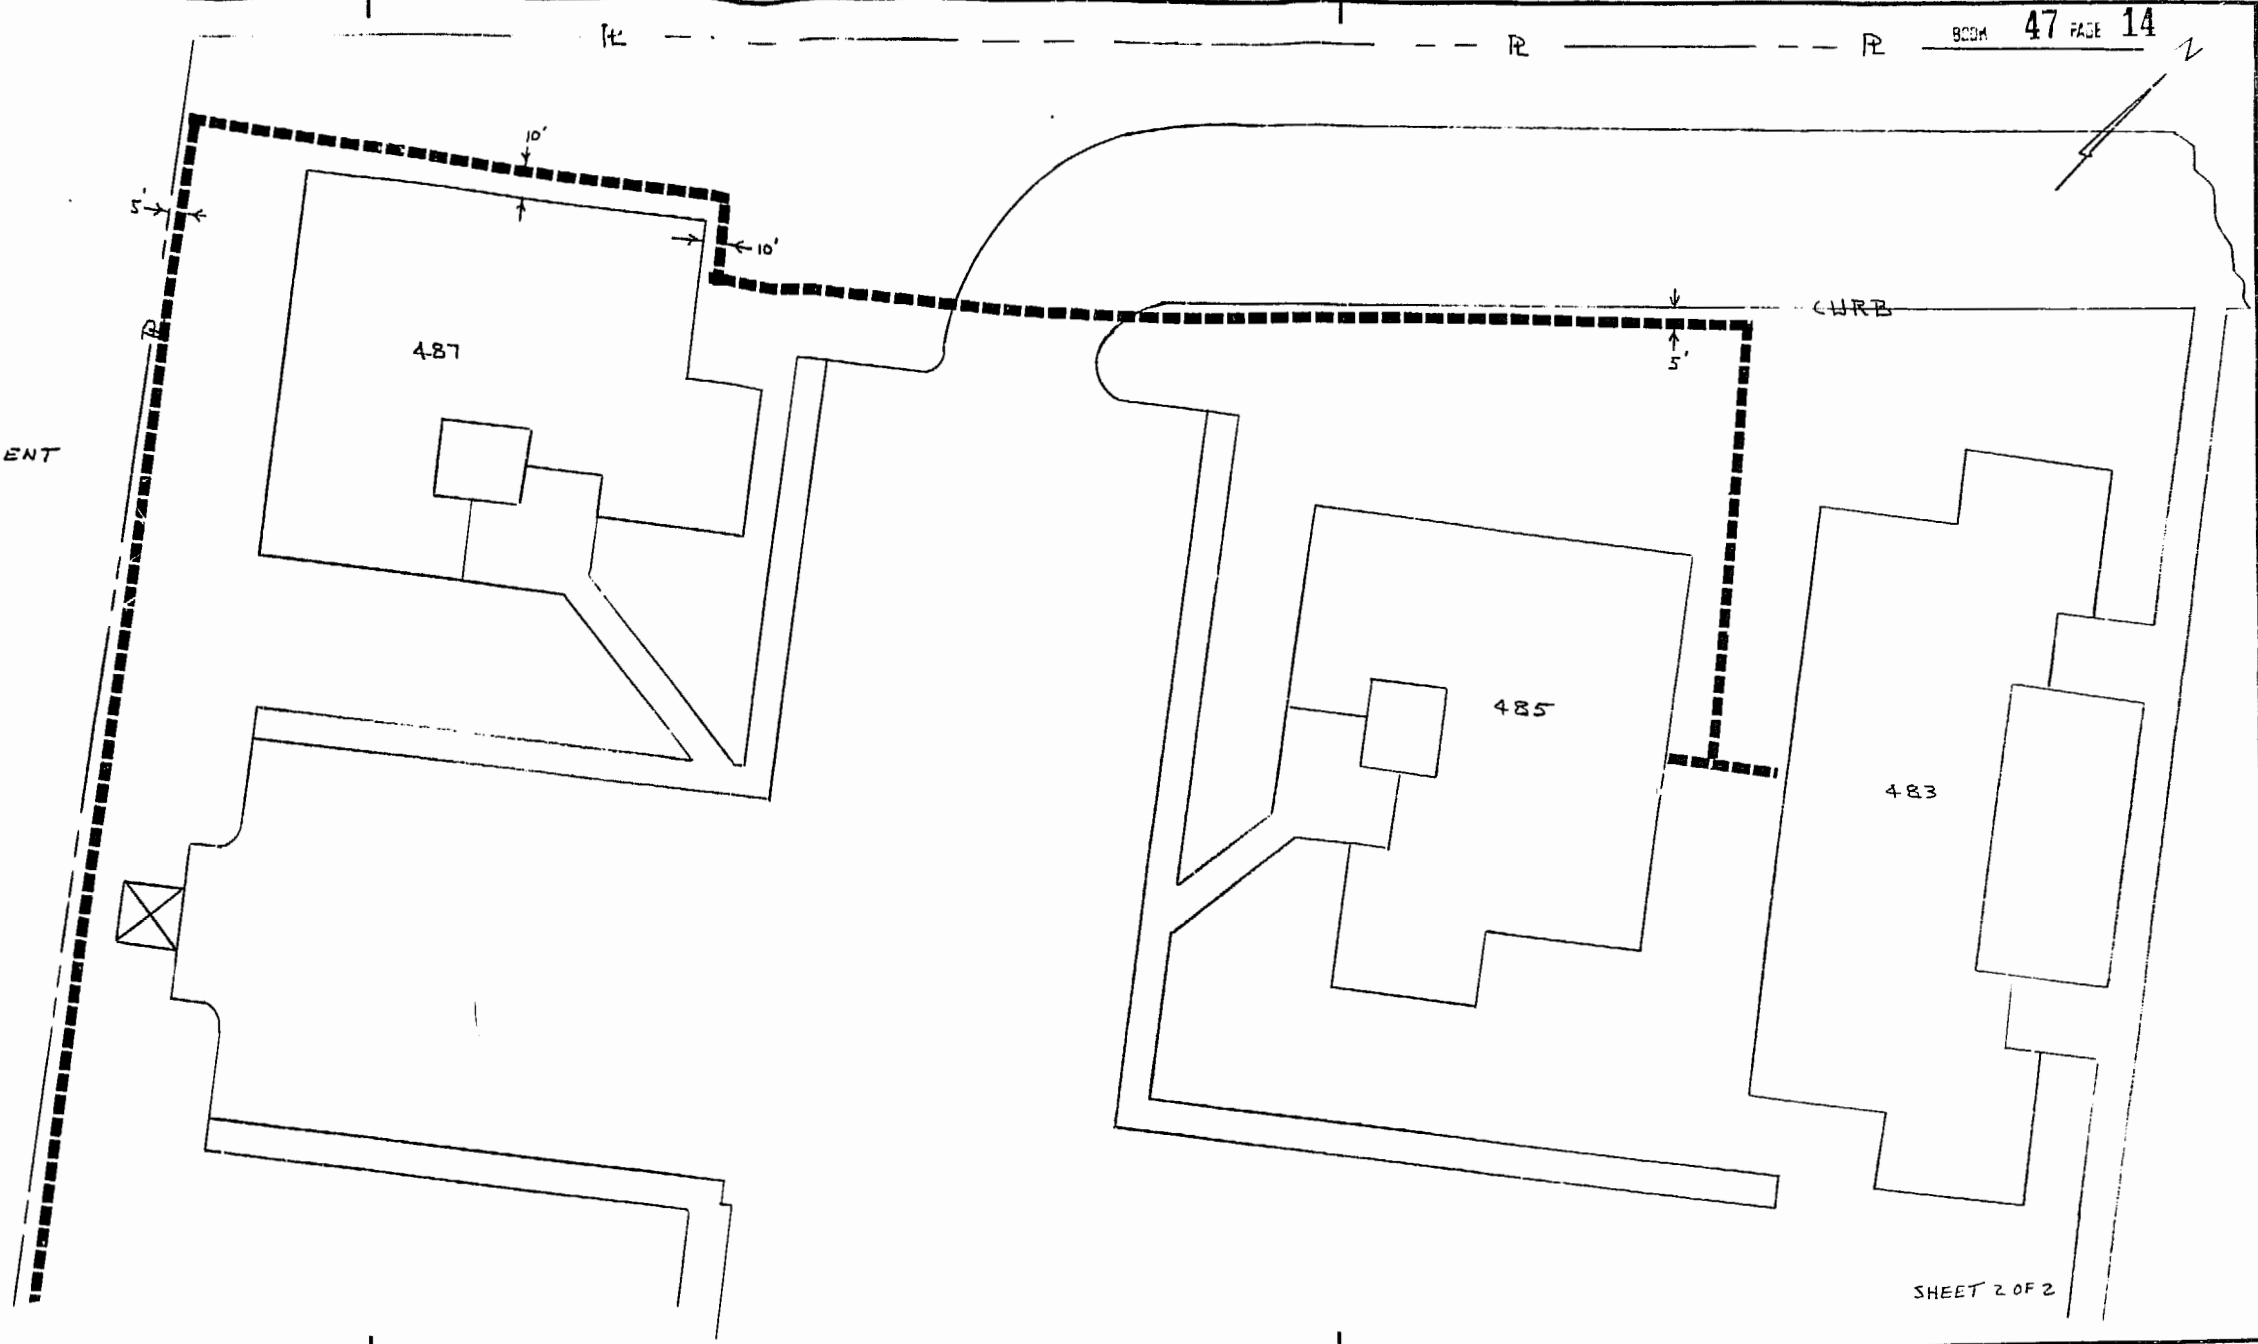 BOOK 47 PAGE 14
PL PL PL
N
10'
5'
10'
CURB
PL
487
5'
ENT
485
483
SHEET 2 OF 2